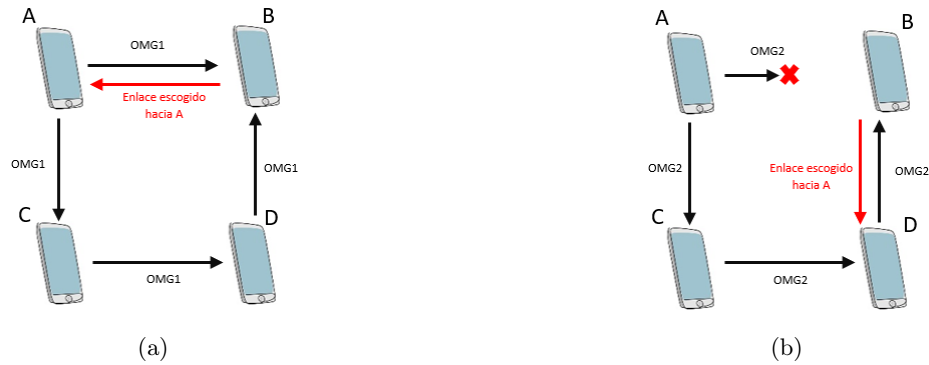 A
B
OMG1
Enlace escogido
hacia A
OMG1
OMG1
C
D
OMG1
(a)
A
B
OMG2
OMG2
Enlace escogido
hacia A
OMG2
C
D
OMG2
(b)